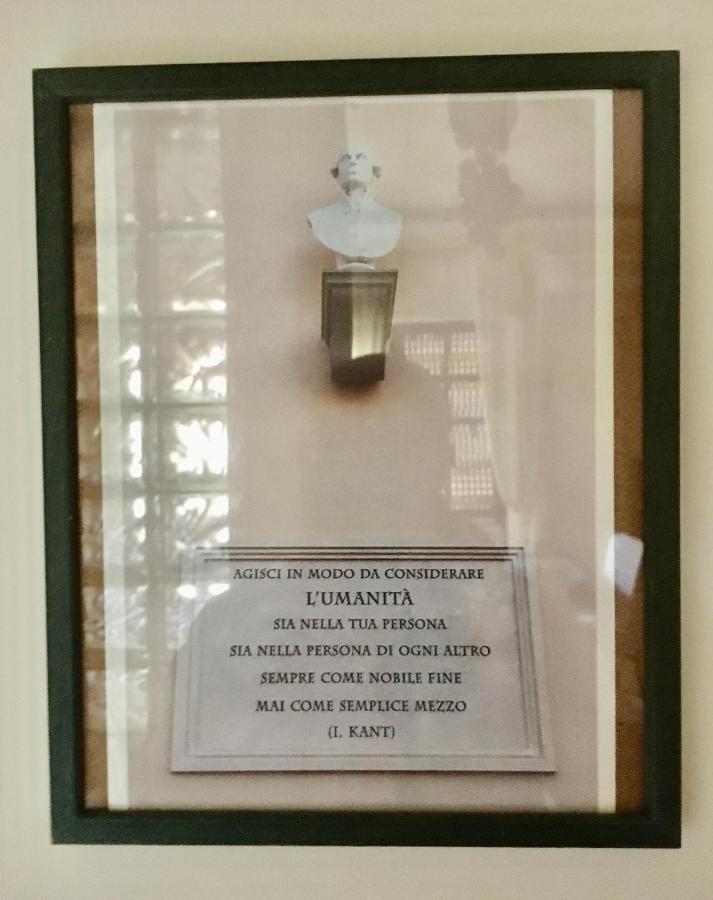 AGISCI IN MODO DA CONSIDERARE
L'UMANITÀ
SIA NELLA TUA PERSONA
SIA NELLA PERSONA DI OGNI ALTRO
SEMPRE COME NOBILE FINE
MAI COME SEMPLICE MEZZO
(I. KANT)